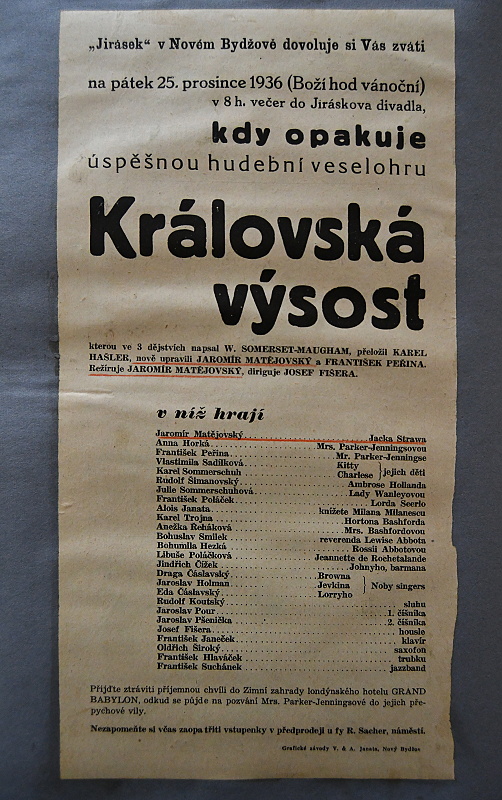 „Jirásek“ v Novém Bydžově dovoluje si Vás zváti
na pátek 25. prosince 1936 (Boží hod vánoční)
v 8 h. večer do Jiráskova divadla,
kdy opakuje
úspěšnou hudební veselohru
Královská
výsost
kterou ve 3 dějstvích napsal W. SOMERSET-MAUGHAM, přeložil KAREL
HAŠLER, nově upravili JAROMÍR MATĚJOVSKÝ a FRANTIŠEK PEŘINA.
Režíruje JAROMÍR MATĚJOVSKÝ, diriguje JOSEF FIŠERA.
v níž hrají
Jaromír Matějovský Jacka Strawa
Anna Horká Mrs. Parker-Jenningsovou
František Peřina Mr. Parker-Jenningse
Vlastimila Sadílková Kitty
Karel Sommerschuh Charlese } jejich děti
Rudolf Šimanovský Ambrose Hollanda
Julie Sommerschuhová Lady Wanleyovou
František Poláček Lorda Seerlo
Alois Janata knížete Milana Milanescu
Karel Trojna Hortona Bashforda
Anežka Řeháková Mrs. Bashfordovou
Bohuslav Smilek reverenda Lewise Abbota
Bohumila Hezká Rossii Abbotovou
Libuše Poláčková Jeannette de Rochetalande
Jindřich Čížek Johnyho, barmana
Draga Čáslavský Browna
Jaroslav Holman Jevkina } Noby singers
Eda Čáslavský Lorryho
Rudolf Koutský sluhu
Jaroslav Pour 1. číšníka
Jaroslav Pšenička 2. číšníka
Josef Fišera housle
František Janeček klavír
Oldřich Široký saxofon
František Hlaváček trubku
František Suchánek jazzband
Přijďte ztráviti příjemnou chvíli do Zimní zahrady londýnského hotelu GRAND
BABYLON, odkud se půjde na pozvání Mrs. Parker-Jenningsové do jejich pře-
pychové vily.
Nezapomeňte si včas zaopatřiti vstupenky v předprodeji u fy R. Sacher, náměstí.
Grafické závody V. & A. Janata, Nový Bydžov